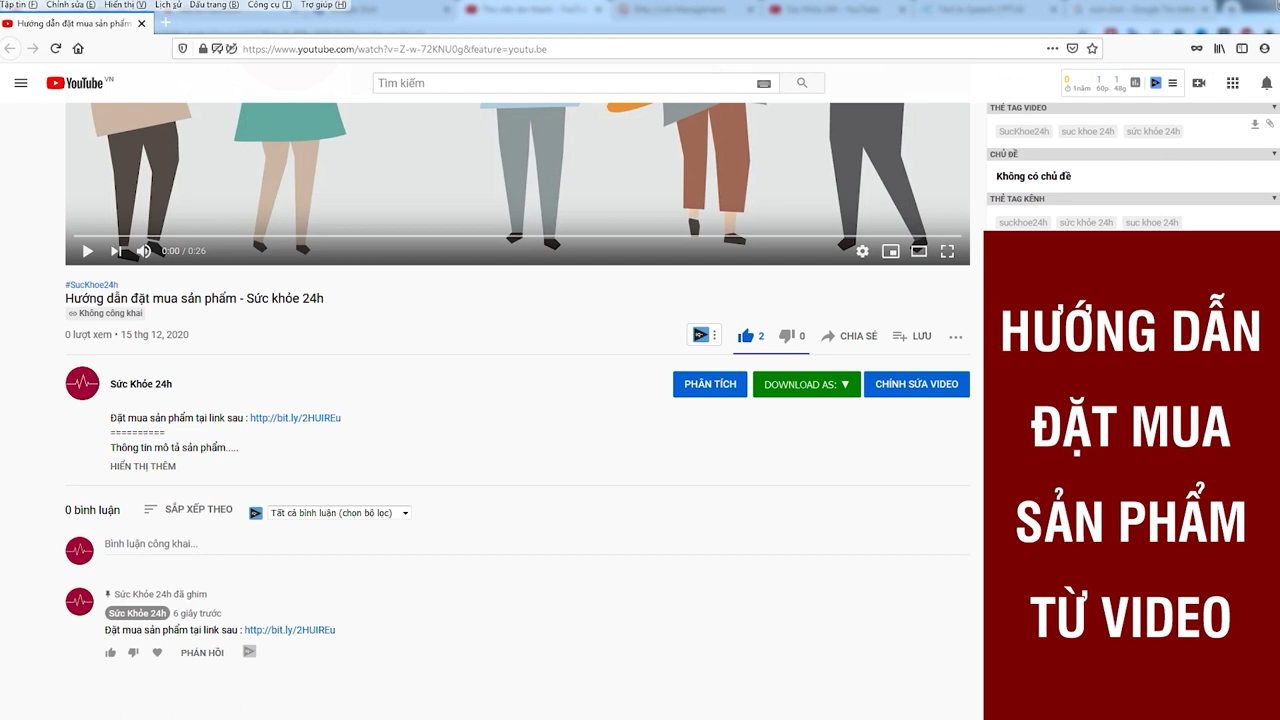 Tập tin (F) Chỉnh sửa (E) Hiển thị (V) Lịch sử Dấu trang (B) Công cụ (T) Trợ giúp (H)
Hướng dẫn đặt mua sản phẩm
https://www.youtube.com/watch?v=Z-w-72KNU0g&feature=youtu.be
YouTube VN
Tìm kiếm
0 1 1
1năm 60p 48g
THẺ TAG VIDEO
SucKhoe24h suc khoe 24h sức khỏe 24h
CHỦ ĐỀ
Không có chủ đề
THẺ TAG KÊNH
suckhoe24h sức khỏe 24h suc khoe 24h
0:00 / 0:26
#SucKhoe24h
Hướng dẫn đặt mua sản phẩm - Sức khỏe 24h
Không công khai
0 lượt xem • 15 thg 12, 2020
2 0 CHIA SẺ LƯU
Sức Khỏe 24h
PHÂN TÍCH DOWNLOAD AS: ▼ CHỈNH SỬA VIDEO
Đặt mua sản phẩm tại link sau : http://bit.ly/2HUIREu
==========
Thông tin mô tả sản phẩm.....
HIỂN THỊ THÊM
0 bình luận SẮP XẾP THEO Tất cả bình luận (chọn bộ lọc)
Bình luận công khai...
Sức Khỏe 24h đã ghim
Sức Khỏe 24h 6 giây trước
Đặt mua sản phẩm tại link sau : http://bit.ly/2HUIREu
PHẢN HỒI
HƯỚNG DẪN
ĐẶT MUA
SẢN PHẨM
TỪ VIDEO